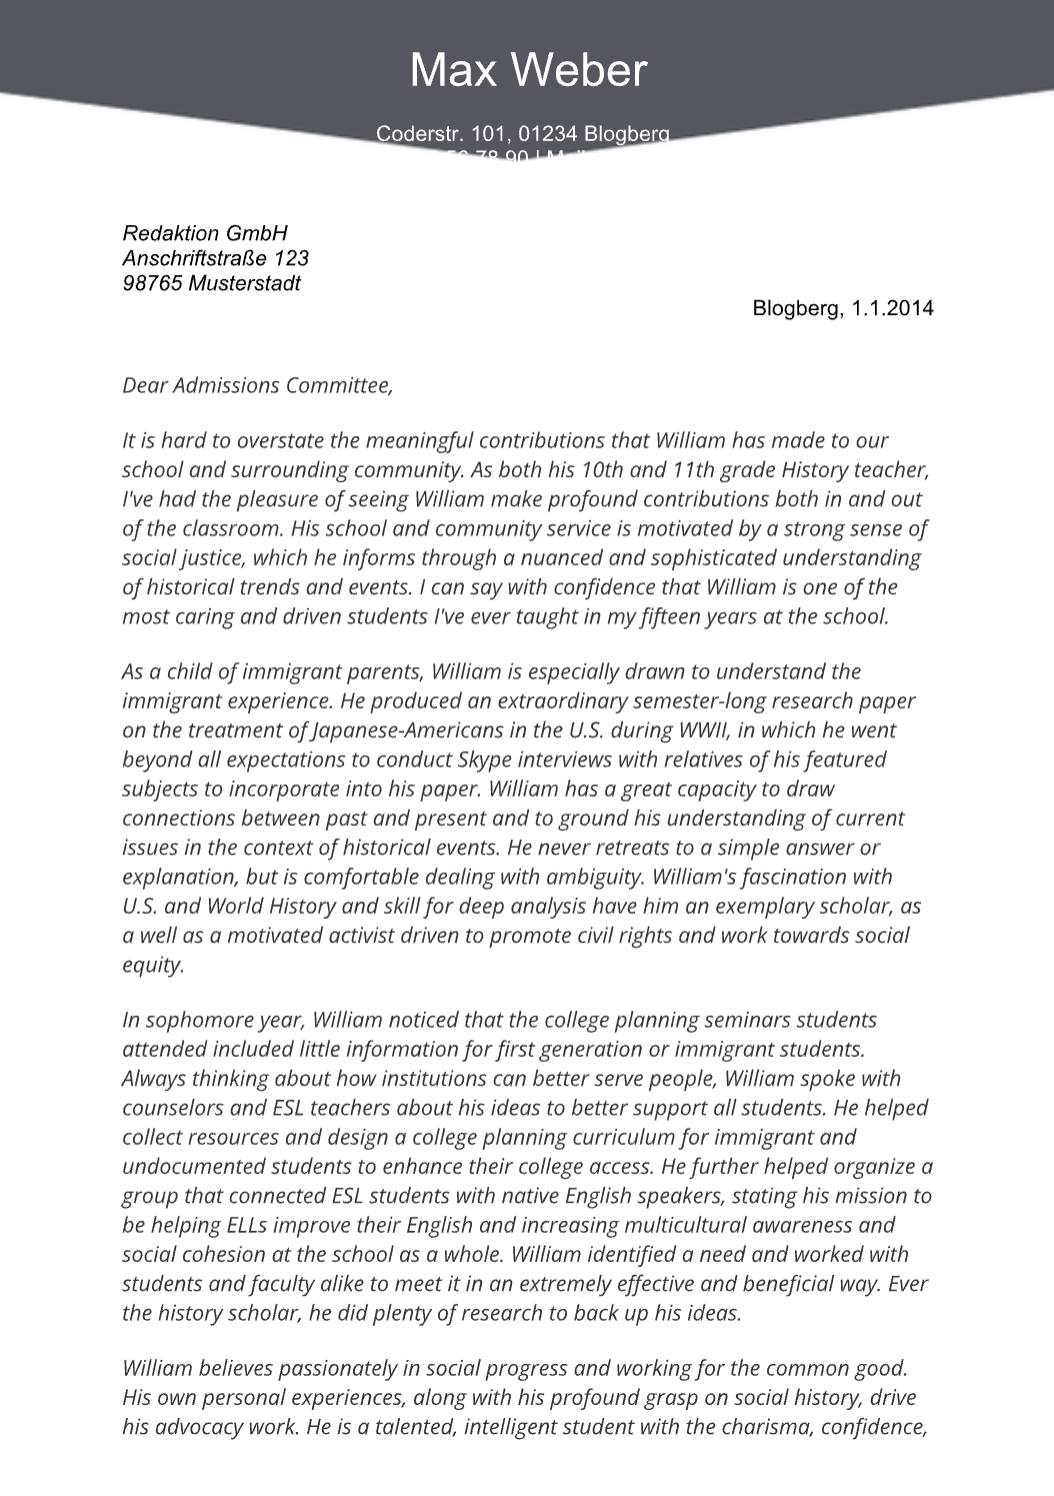 Max Weber
Coderstr. 101, 01234 Blogberg
Redaktion GmbH
Anschriftstraße 123
98765 Musterstadt
Blogberg, 1.1.2014
Dear Admissions Committee,
It is hard to overstate the meaningful contributions that William has made to our
school and surrounding community. As both his 10th and 11th grade History teacher,
I've had the pleasure of seeing William make profound contributions both in and out
of the classroom. His school and community service is motivated by a strong sense of
social justice, which he informs through a nuanced and sophisticated understanding
of historical trends and events. I can say with confidence that William is one of the
most caring and driven students I've ever taught in my fifteen years at the school.
As a child of immigrant parents, William is especially drawn to understand the
immigrant experience. He produced an extraordinary semester-long research paper
on the treatment of Japanese-Americans in the U.S. during WWII, in which he went
beyond all expectations to conduct Skype interviews with relatives of his featured
subjects to incorporate into his paper. William has a great capacity to draw
connections between past and present and to ground his understanding of current
issues in the context of historical events. He never retreats to a simple answer or
explanation, but is comfortable dealing with ambiguity. William's fascination with
U.S. and World History and skill for deep analysis have him an exemplary scholar, as
a well as a motivated activist driven to promote civil rights and work towards social
equity.
In sophomore year, William noticed that the college planning seminars students
attended included little information for first generation or immigrant students.
Always thinking about how institutions can better serve people, William spoke with
counselors and ESL teachers about his ideas to better support all students. He helped
collect resources and design a college planning curriculum for immigrant and
undocumented students to enhance their college access. He further helped organize a
group that connected ESL students with native English speakers, stating his mission to
be helping ELLs improve their English and increasing multicultural awareness and
social cohesion at the school as a whole. William identified a need and worked with
students and faculty alike to meet it in an extremely effective and beneficial way. Ever
the history scholar, he did plenty of research to back up his ideas.
William believes passionately in social progress and working for the common good.
His own personal experiences, along with his profound grasp on social history, drive
his advocacy work. He is a talented, intelligent student with the charisma, confidence,